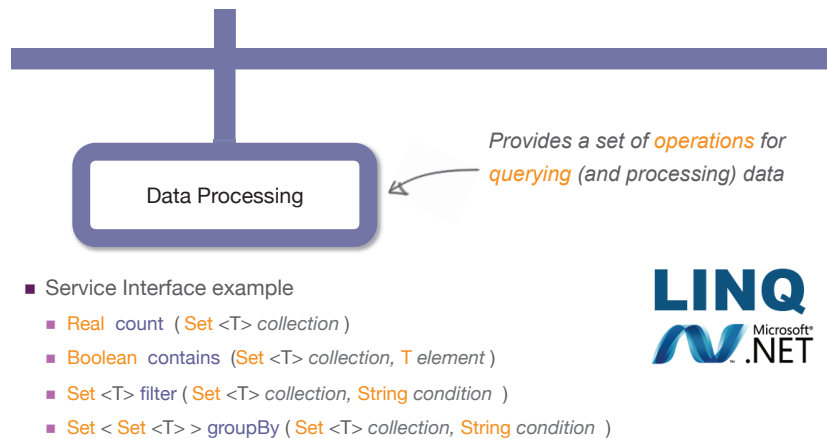 Provides a set of operations for
querying (and processing) data
Data Processing
Service Interface example
Real count ( Set <T> collection )
Boolean contains (Set <T> collection, T element )
Set <T> filter ( Set <T> collection, String condition )
Set < Set <T> > groupBy ( Set <T> collection, String condition )
LINQ
Microsoft®
.NET